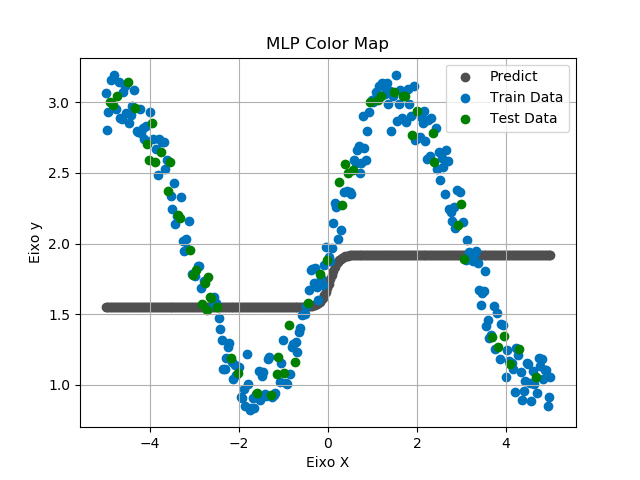 MLP Color Map
Predict
Train Data
Test Data
Eixo y
3.0
2.5
2.0
1.5
1.0
−4
−2
0
2
4
Eixo X